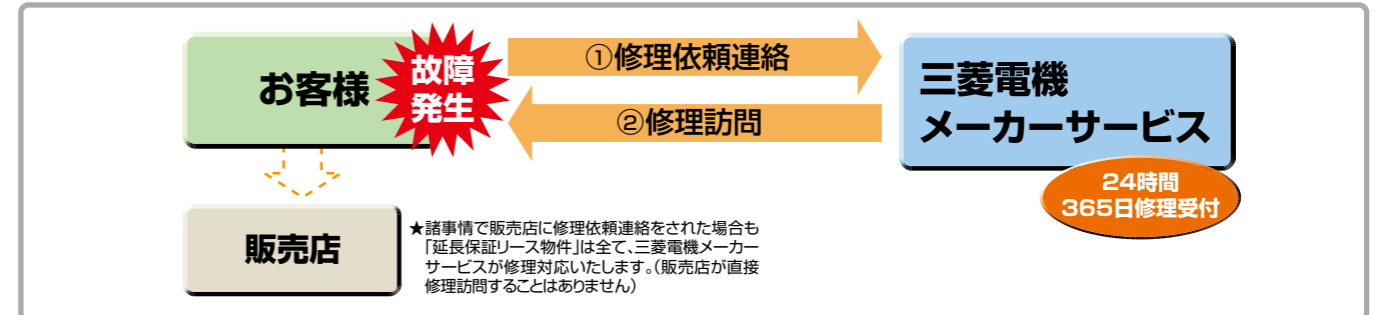 お客様
故障
発生
①修理依頼連絡
②修理訪問
三菱電機
メーカーサービス
24時間
365日修理受付
販売店
★諸事情で販売店に修理依頼連絡をされた場合も
「延長保証リース物件」は全て、三菱電機メーカー
サービスが修理対応いたします。(販売店が直接
修理訪問することはありません)